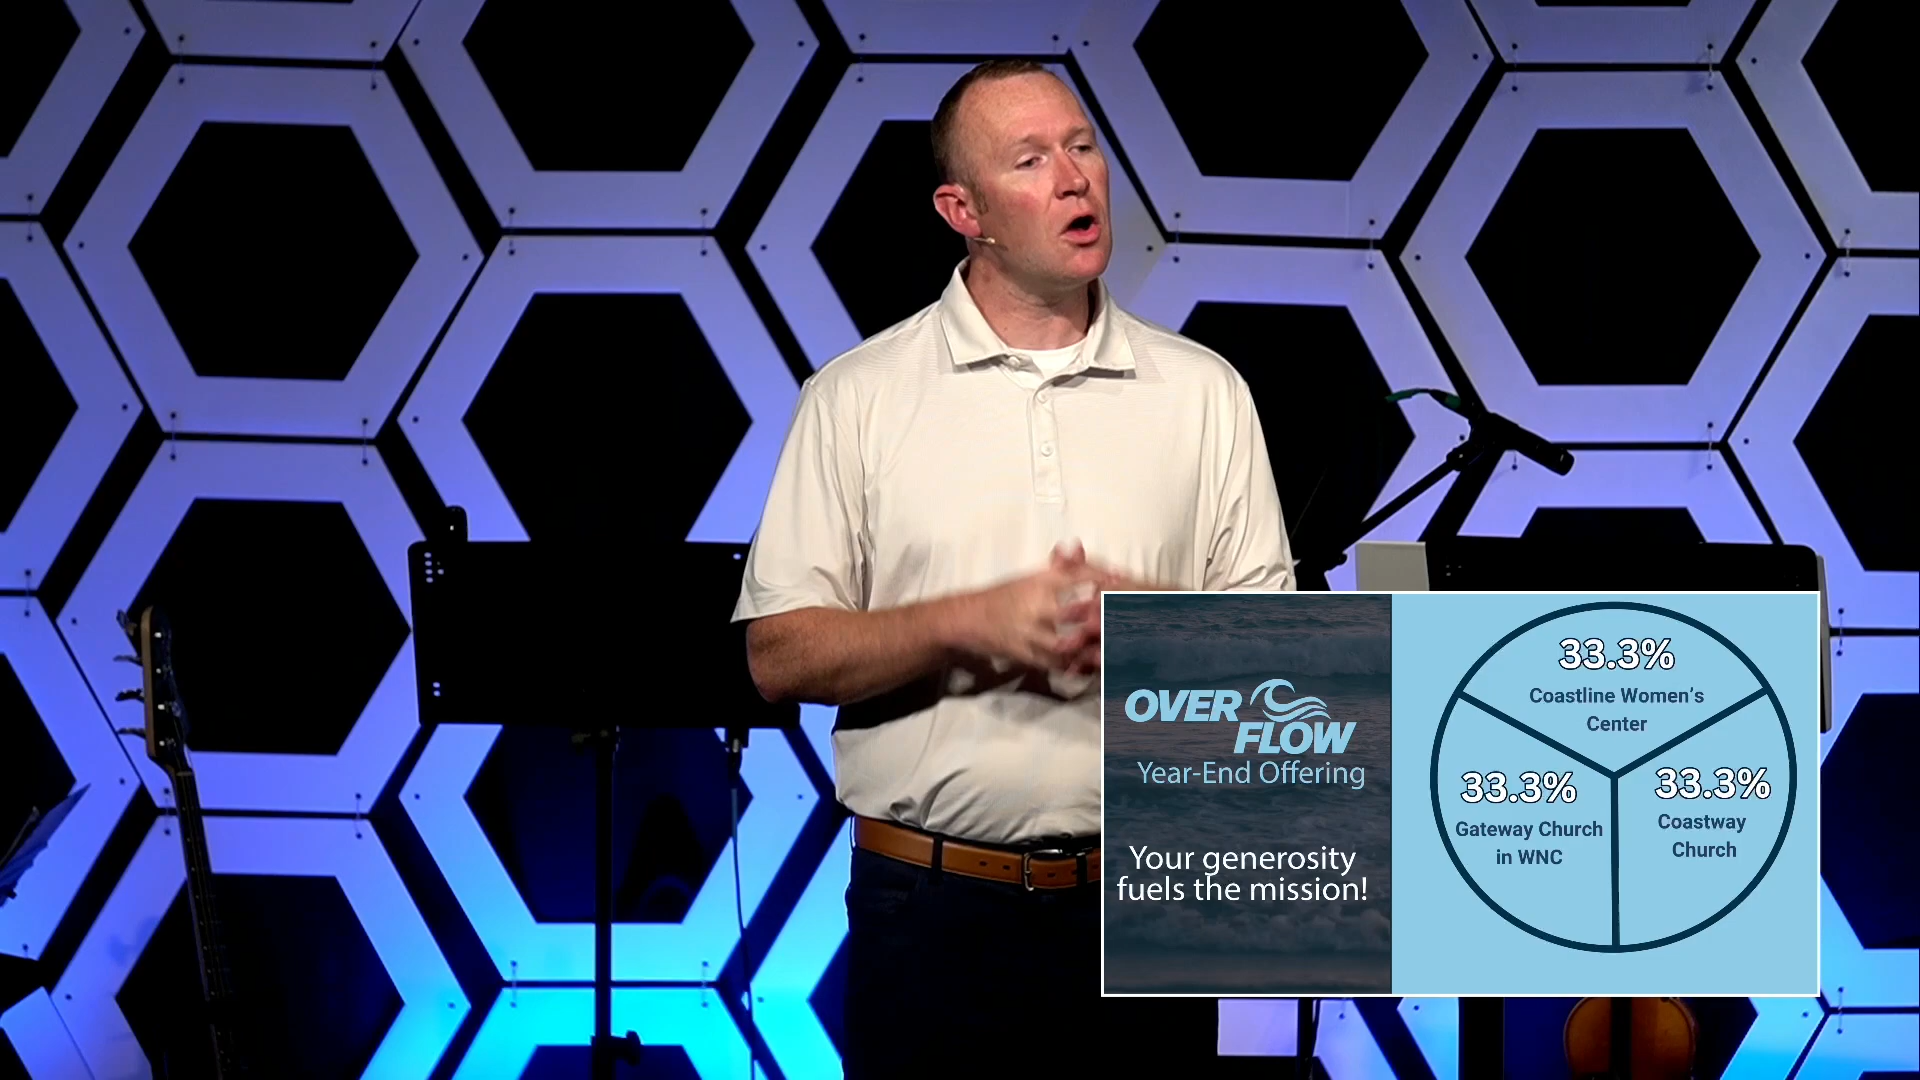 OVER
FLOW
Year-End Offering
Your generosity
fuels the mission!
33.3%
Coastline Women's
Center
33.3%
Gateway Church
in WNC
33.3%
Coastway
Church